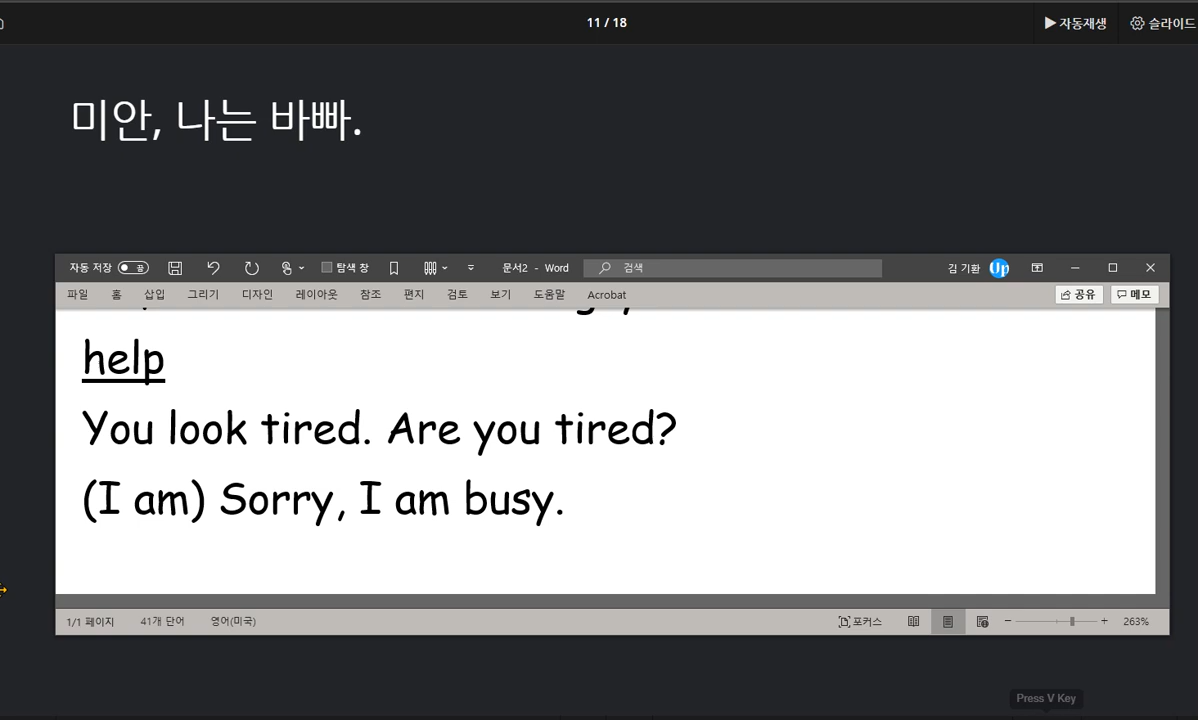 11 / 18
▶ 자동재생
슬라이드
미안, 나는 바빠.
자동 저장 끔
탐색 창
문서2 - Word
검색
김 기환
Up
파일 홈 삽입 그리기 디자인 레이아웃 참조 편지 검토 보기 도움말 Acrobat
공유
메모
help
You look tired. Are you tired?
(I am) Sorry, I am busy.
1/1 페이지 41개 단어 영어(미국)
포커스
263%
Press V Key